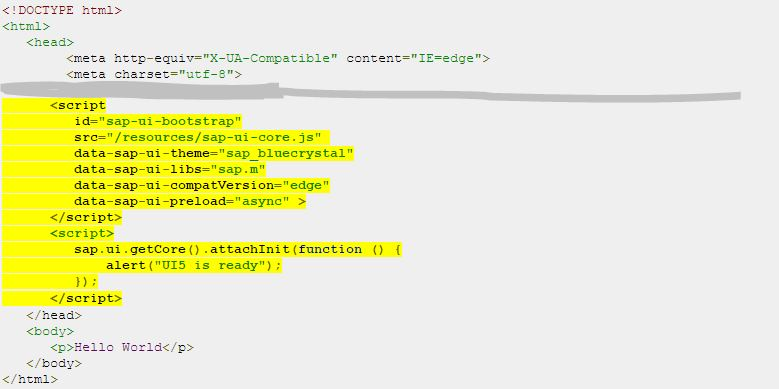 <!DOCTYPE html>
<html>
<head>
<meta http-equiv="X-UA-Compatible" content="IE=edge">
<meta charset="utf-8">
<script
id="sap-ui-bootstrap"
src="/resources/sap-ui-core.js"
data-sap-ui-theme="sap_bluecrystal"
data-sap-ui-libs="sap.m"
data-sap-ui-compatVersion="edge"
data-sap-ui-preload="async" >
</script>
<script>
sap.ui.getCore().attachInit(function () {
alert("UI5 is ready");
});
</script>
</head>
<body>
<p>Hello World</p>
</body>
</html>